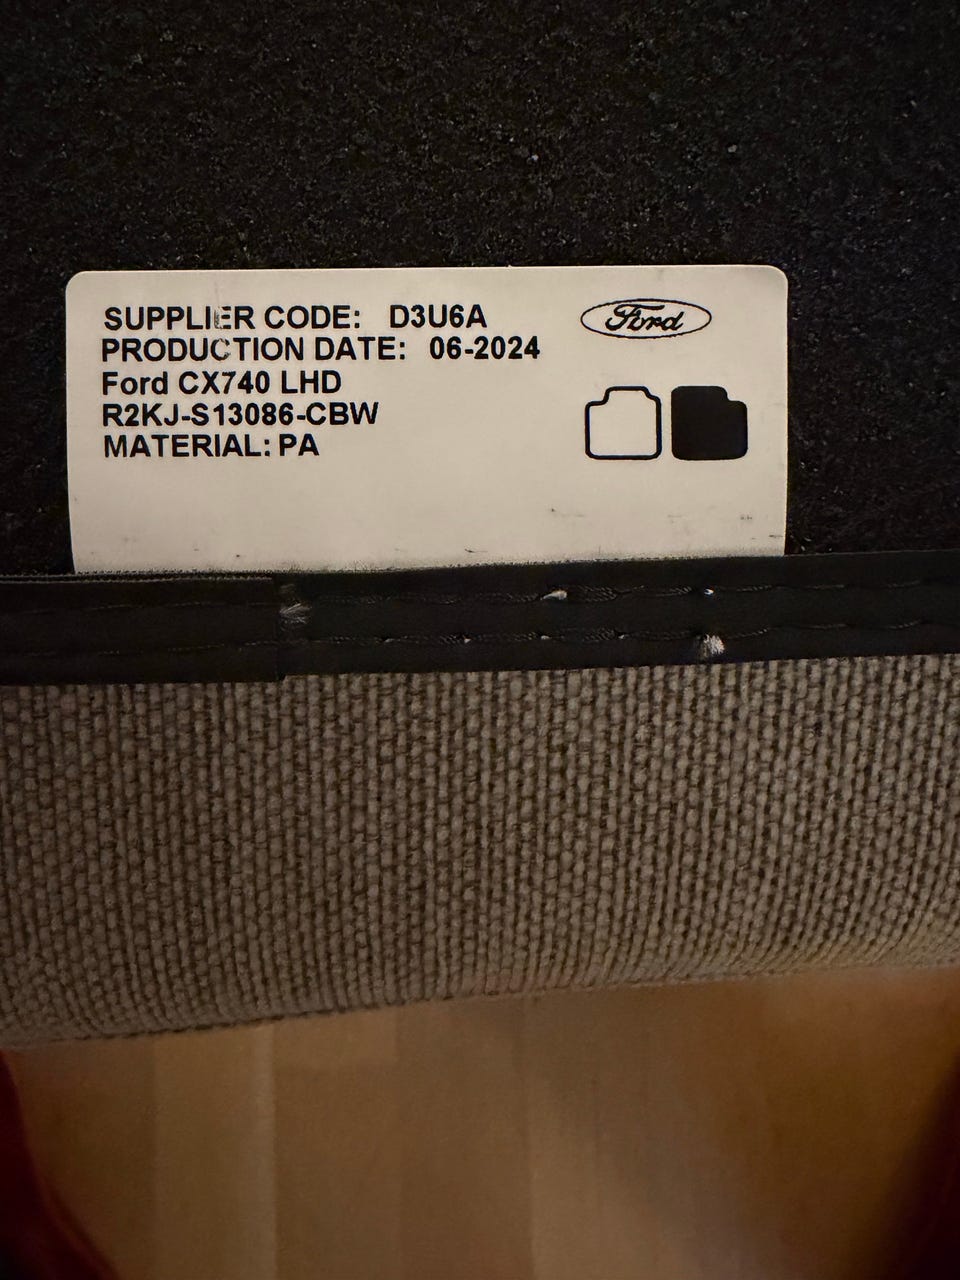 SUPPLIER CODE: D3U6A
Ford
PRODUCTION DATE: 06-2024
Ford CX740 LHD
R2KJ-S13086-CBW
MATERIAL: PA